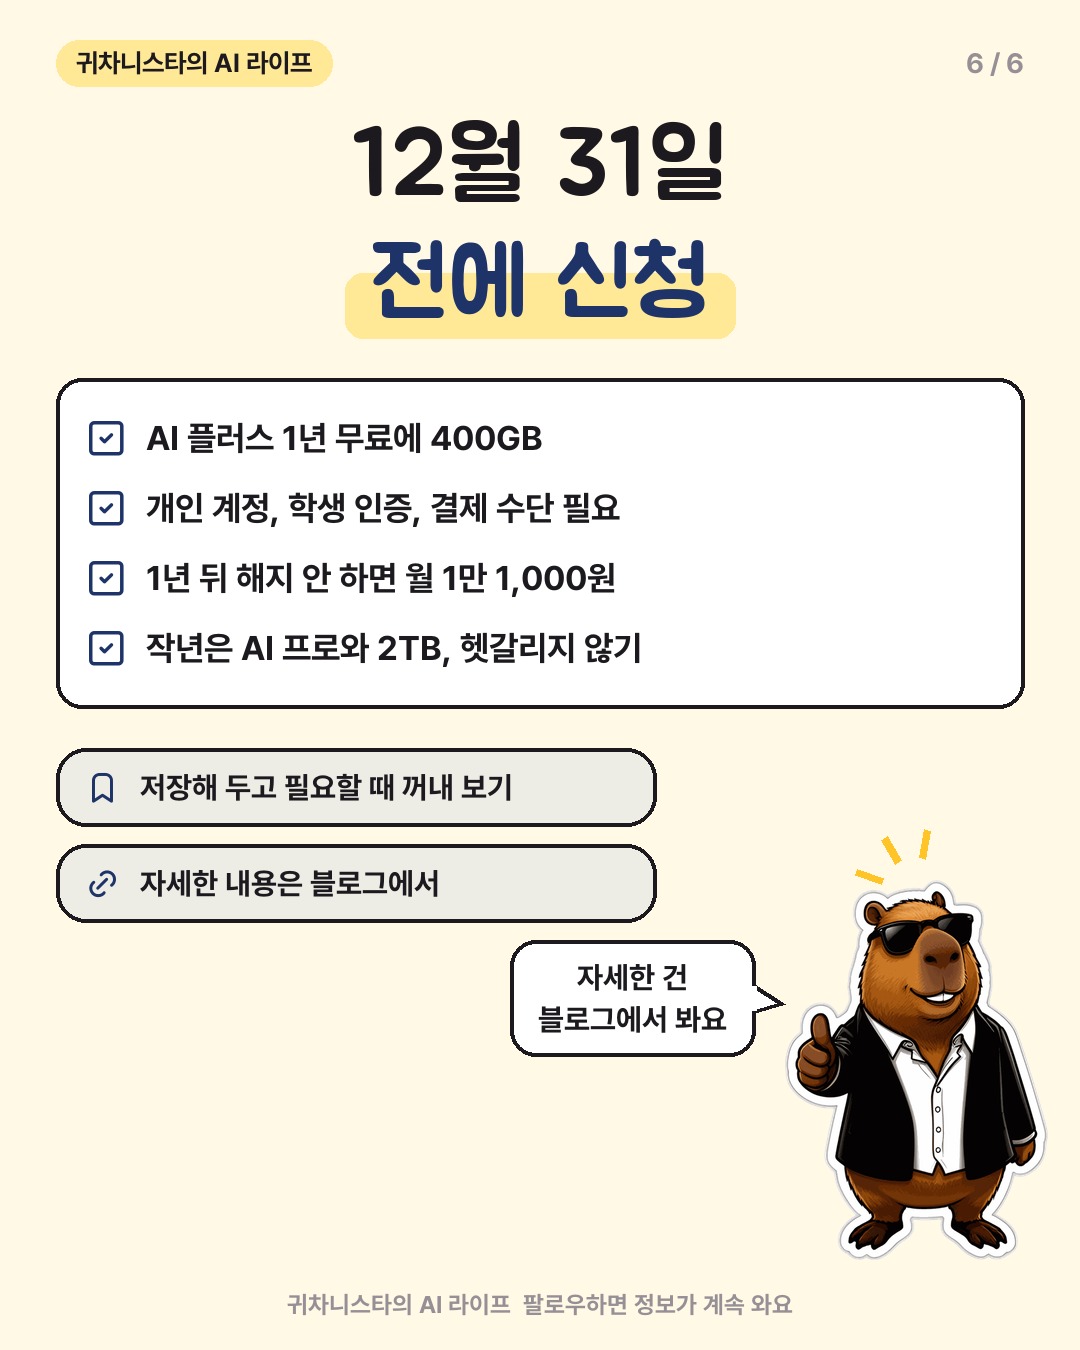 귀차니스타의 AI 라이프
6 / 6
12월 31일
전에 신청
AI 플러스 1년 무료에 400GB
개인 계정, 학생 인증, 결제 수단 필요
1년 뒤 해지 안 하면 월 1만 1,000원
작년은 AI 프로와 2TB, 헷갈리지 않기
저장해 두고 필요할 때 꺼내 보기
자세한 내용은 블로그에서
자세한 건
블로그에서 봐요
귀차니스타의 AI 라이프 팔로우하면 정보가 계속 와요